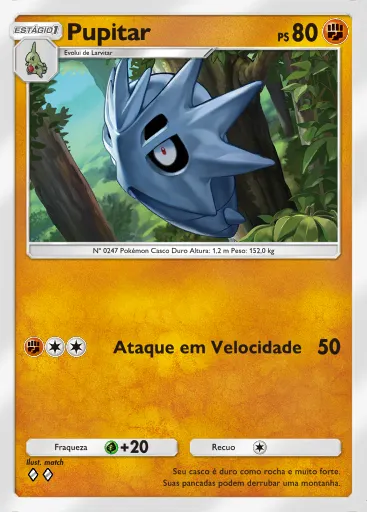 ESTÁGIO 1
Pupitar
PS 80
Evolui de Larvitar
N° 0247 Pokémon Casco Duro Altura: 1,2 m Peso: 152,0 kg
Ataque em Velocidade 50
Fraqueza +20
Recuo
Ilust. match
Seu casco é duro como rocha e muito forte.
Suas pancadas podem derrubar uma montanha.